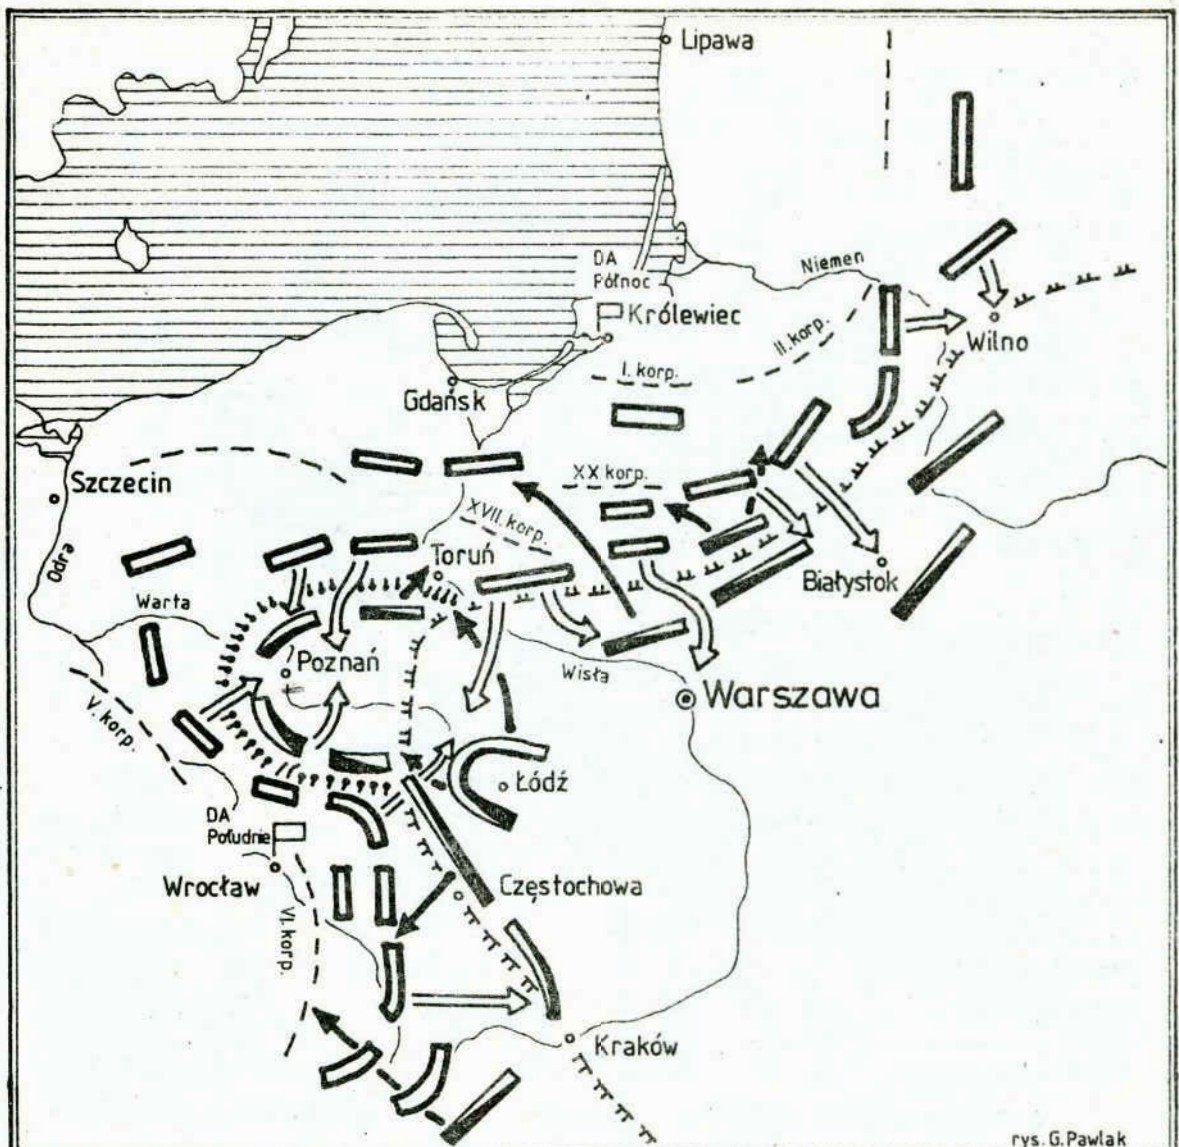 Lipawa
DA
Północ
Niemen
Królewiec
II. korp.
Wilno
I. korp.
Gdańsk
Szczecin
XX korp.
XVII. korp.
Toruń
Odra
Białystok
Warta
Poznań
Wisła
Warszawa
V. korp.
Łódź
DA
Południe
Wrocław
Częstochowa
VI. korp.
Kraków
rys. G. Pawlak